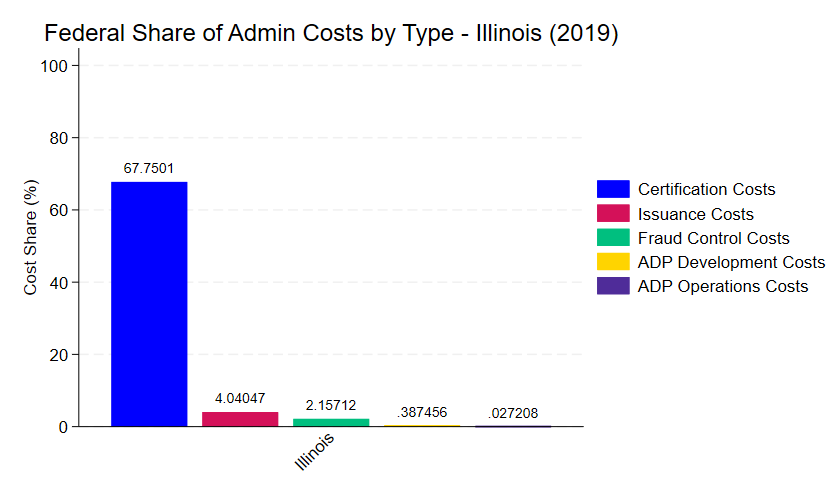 Federal Share of Admin Costs by Type - Illinois (2019)
Cost Share (%)
100
80
60
40
20
0
67.7501
4.04047
2.15712
.387456
.027208
Illinois
Certification Costs
Issuance Costs
Fraud Control Costs
ADP Development Costs
ADP Operations Costs